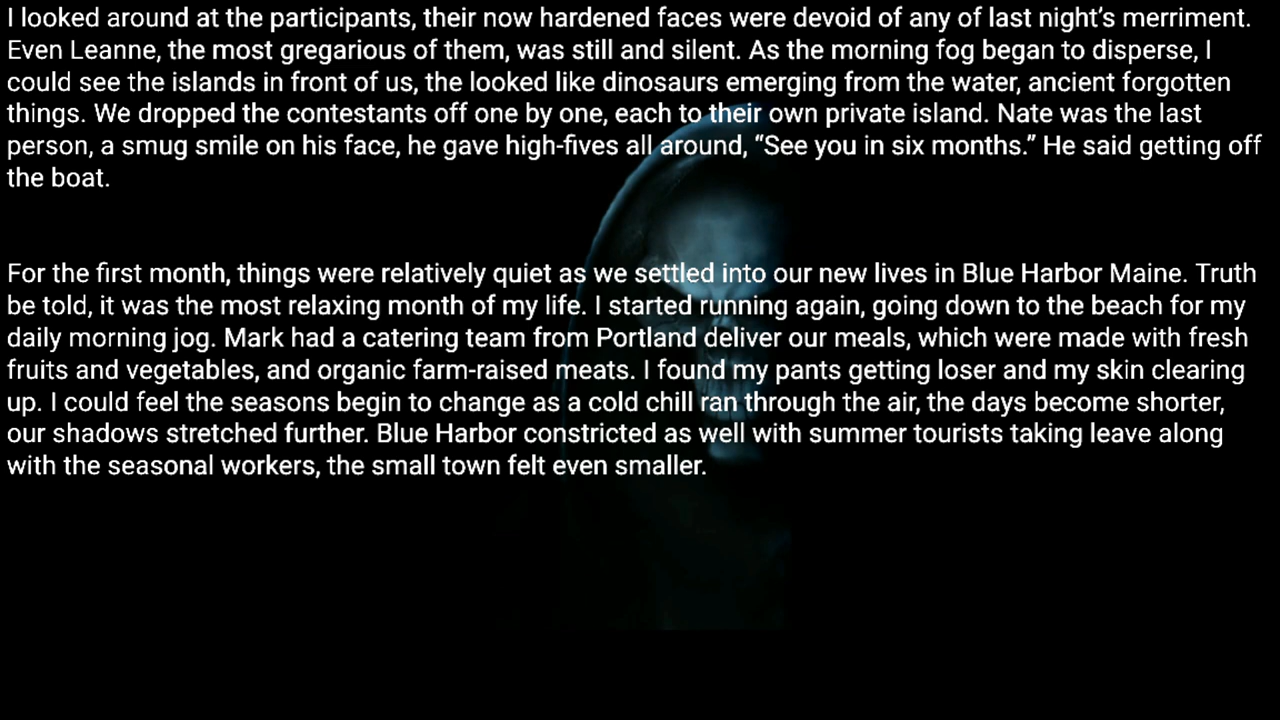 I looked around at the participants, their now hardened faces were devoid of any of last night’s merriment.
Even Leanne, the most gregarious of them, was still and silent. As the morning fog began to disperse, I
could see the islands in front of us, the looked like dinosaurs emerging from the water, ancient forgotten
things. We dropped the contestants off one by one, each to their own private island. Nate was the last
person, a smug smile on his face, he gave high-fives all around, “See you in six months.” He said getting off
the boat.
For the first month, things were relatively quiet as we settled into our new lives in Blue Harbor Maine. Truth
be told, it was the most relaxing month of my life. I started running again, going down to the beach for my
daily morning jog. Mark had a catering team from Portland deliver our meals, which were made with fresh
fruits and vegetables, and organic farm-raised meats. I found my pants getting loser and my skin clearing
up. I could feel the seasons begin to change as a cold chill ran through the air, the days become shorter,
our shadows stretched further. Blue Harbor constricted as well with summer tourists taking leave along
with the seasonal workers, the small town felt even smaller.